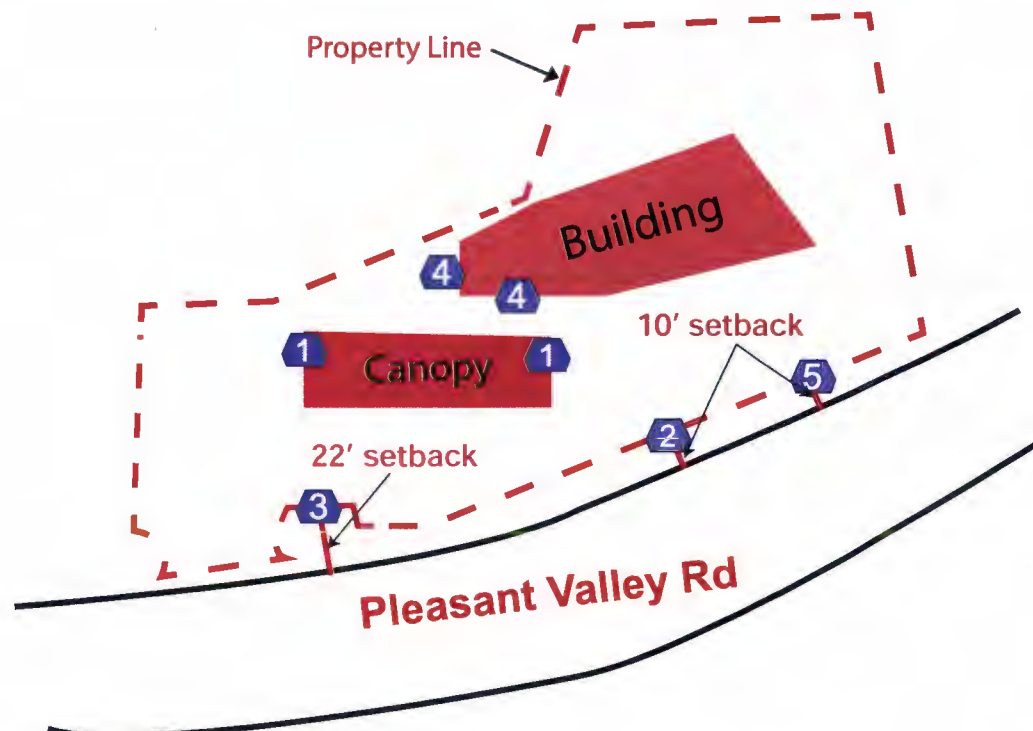 Property Line
Building
4
4
10' setback
1
Canopy
1
5
2
22' setback
3
Pleasant Valley Rd